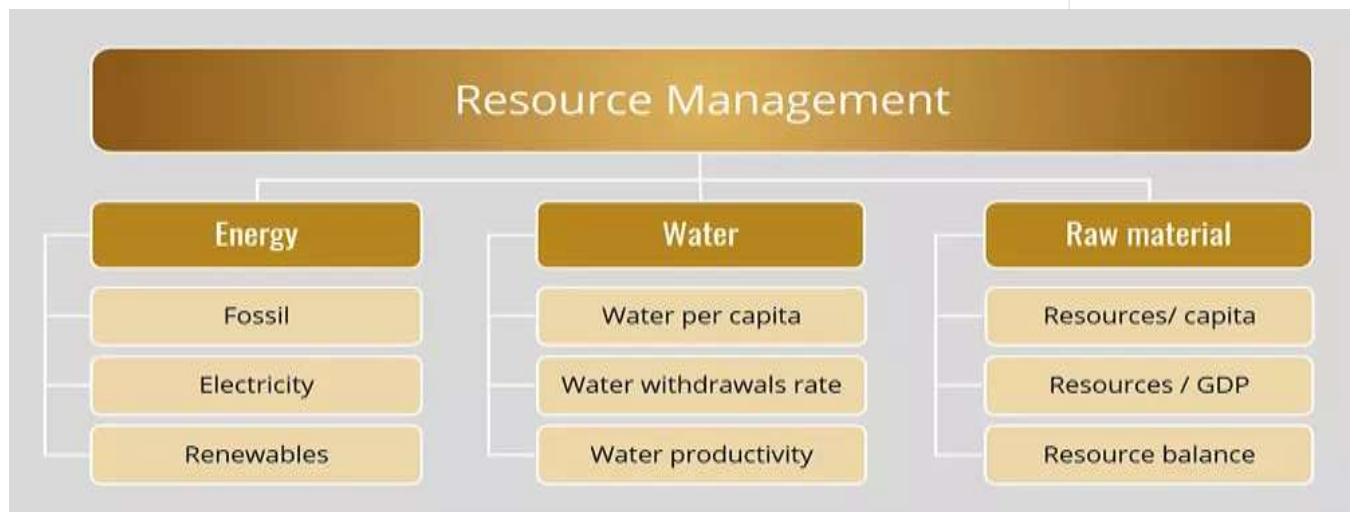 Resource Management
Energy
Fossil
Electricity
Renewables
Water
Water per capita
Water withdrawals rate
Water productivity
Raw material
Resources/ capita
Resources / GDP
Resource balance